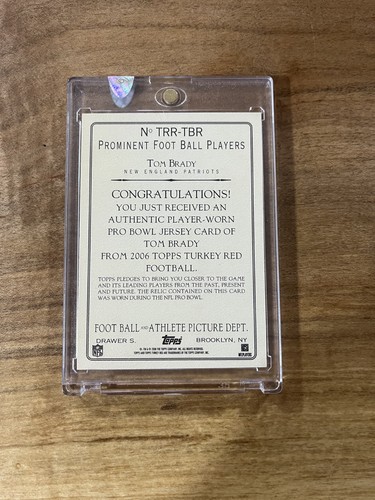 Nº TRR-TBR
PROMINENT FOOT BALL PLAYERS
TOM BRADY
NEW ENGLAND PATRIOTS
CONGRATULATIONS!
YOU JUST RECEIVED AN
AUTHENTIC PLAYER-WORN
PRO BOWL JERSEY CARD OF
TOM BRADY
FROM 2006 TOPPS TURKEY RED
FOOTBALL.
TOPPS PLEDGES TO BRING YOU CLOSER TO THE GAME
AND ITS LEADING PLAYERS FROM THE PAST, PRESENT
AND FUTURE. THE RELIC CONTAINED ON THIS CARD
WAS WORN DURING THE NFL PRO BOWL.
FOOT BALL AND ATHLETE PICTURE DEPT.
DRAWER S. Topps BROOKLYN, NY
NFL